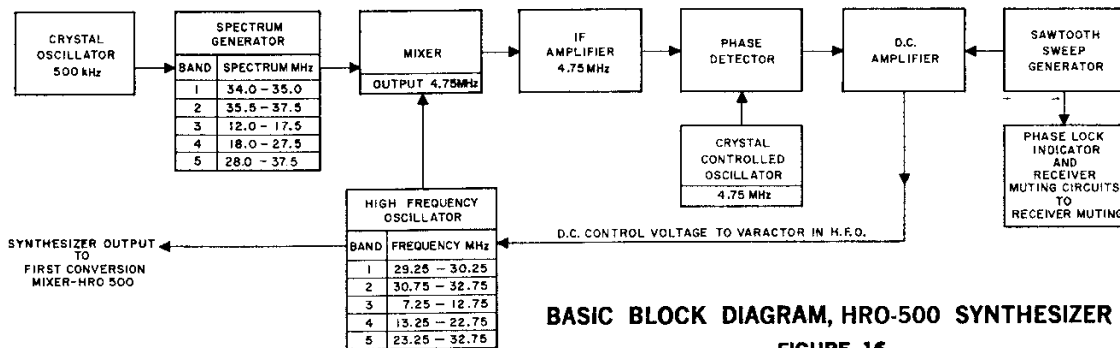 CRYSTAL
OSCILLATOR
500 kHz
SPECTRUM
GENERATOR
BAND SPECTRUM MHz
1 34.0-35.0
2 35.5-37.5
3 12.0-17.5
4 18.0-27.5
5 28.0-37.5
MIXER
OUTPUT 4.75MHz
IF
AMPLIFIER
4.75 MHz
PHASE
DETECTOR
D.C.
AMPLIFIER
SAWTOOTH
SWEEP
GENERATOR
CRYSTAL
CONTROLLED
OSCILLATOR
4.75 MHz
PHASE LOCK
INDICATOR
AND
RECEIVER
MUTING CIRCUITS
TO
RECEIVER MUTING
HIGH FREQUENCY
OSCILLATOR
BAND FREQUENCY MHz
1 29.25-30.25
2 30.75-32.75
3 7.25-12.75
4 13.25-22.75
5 23.25-32.75
SYNTHESIZER OUTPUT
TO
FIRST CONVERSION
MIXER-HRO 500
D.C. CONTROL VOLTAGE TO VARACTOR IN H.F.O.
BASIC BLOCK DIAGRAM, HRO-500 SYNTHESIZER
FIGURE